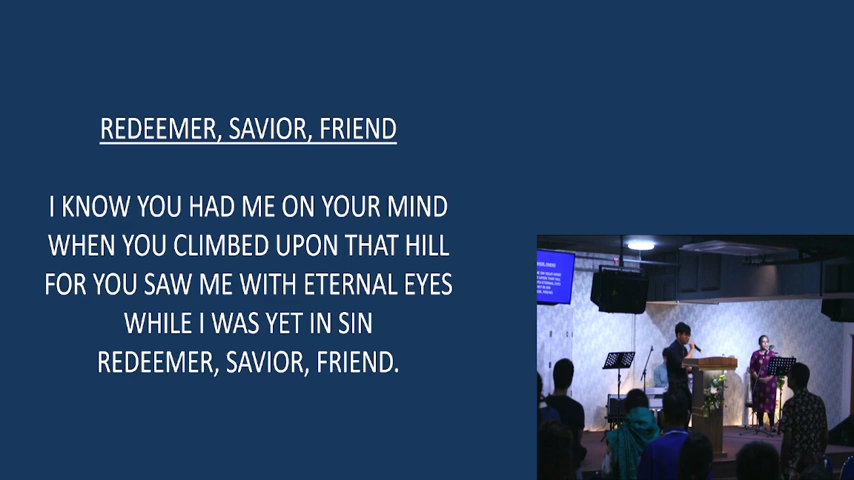 REDEEMER, SAVIOR, FRIEND
I KNOW YOU HAD ME ON YOUR MIND
WHEN YOU CLIMBED UPON THAT HILL
FOR YOU SAW ME WITH ETERNAL EYES
WHILE I WAS YET IN SIN
REDEEMER, SAVIOR, FRIEND.